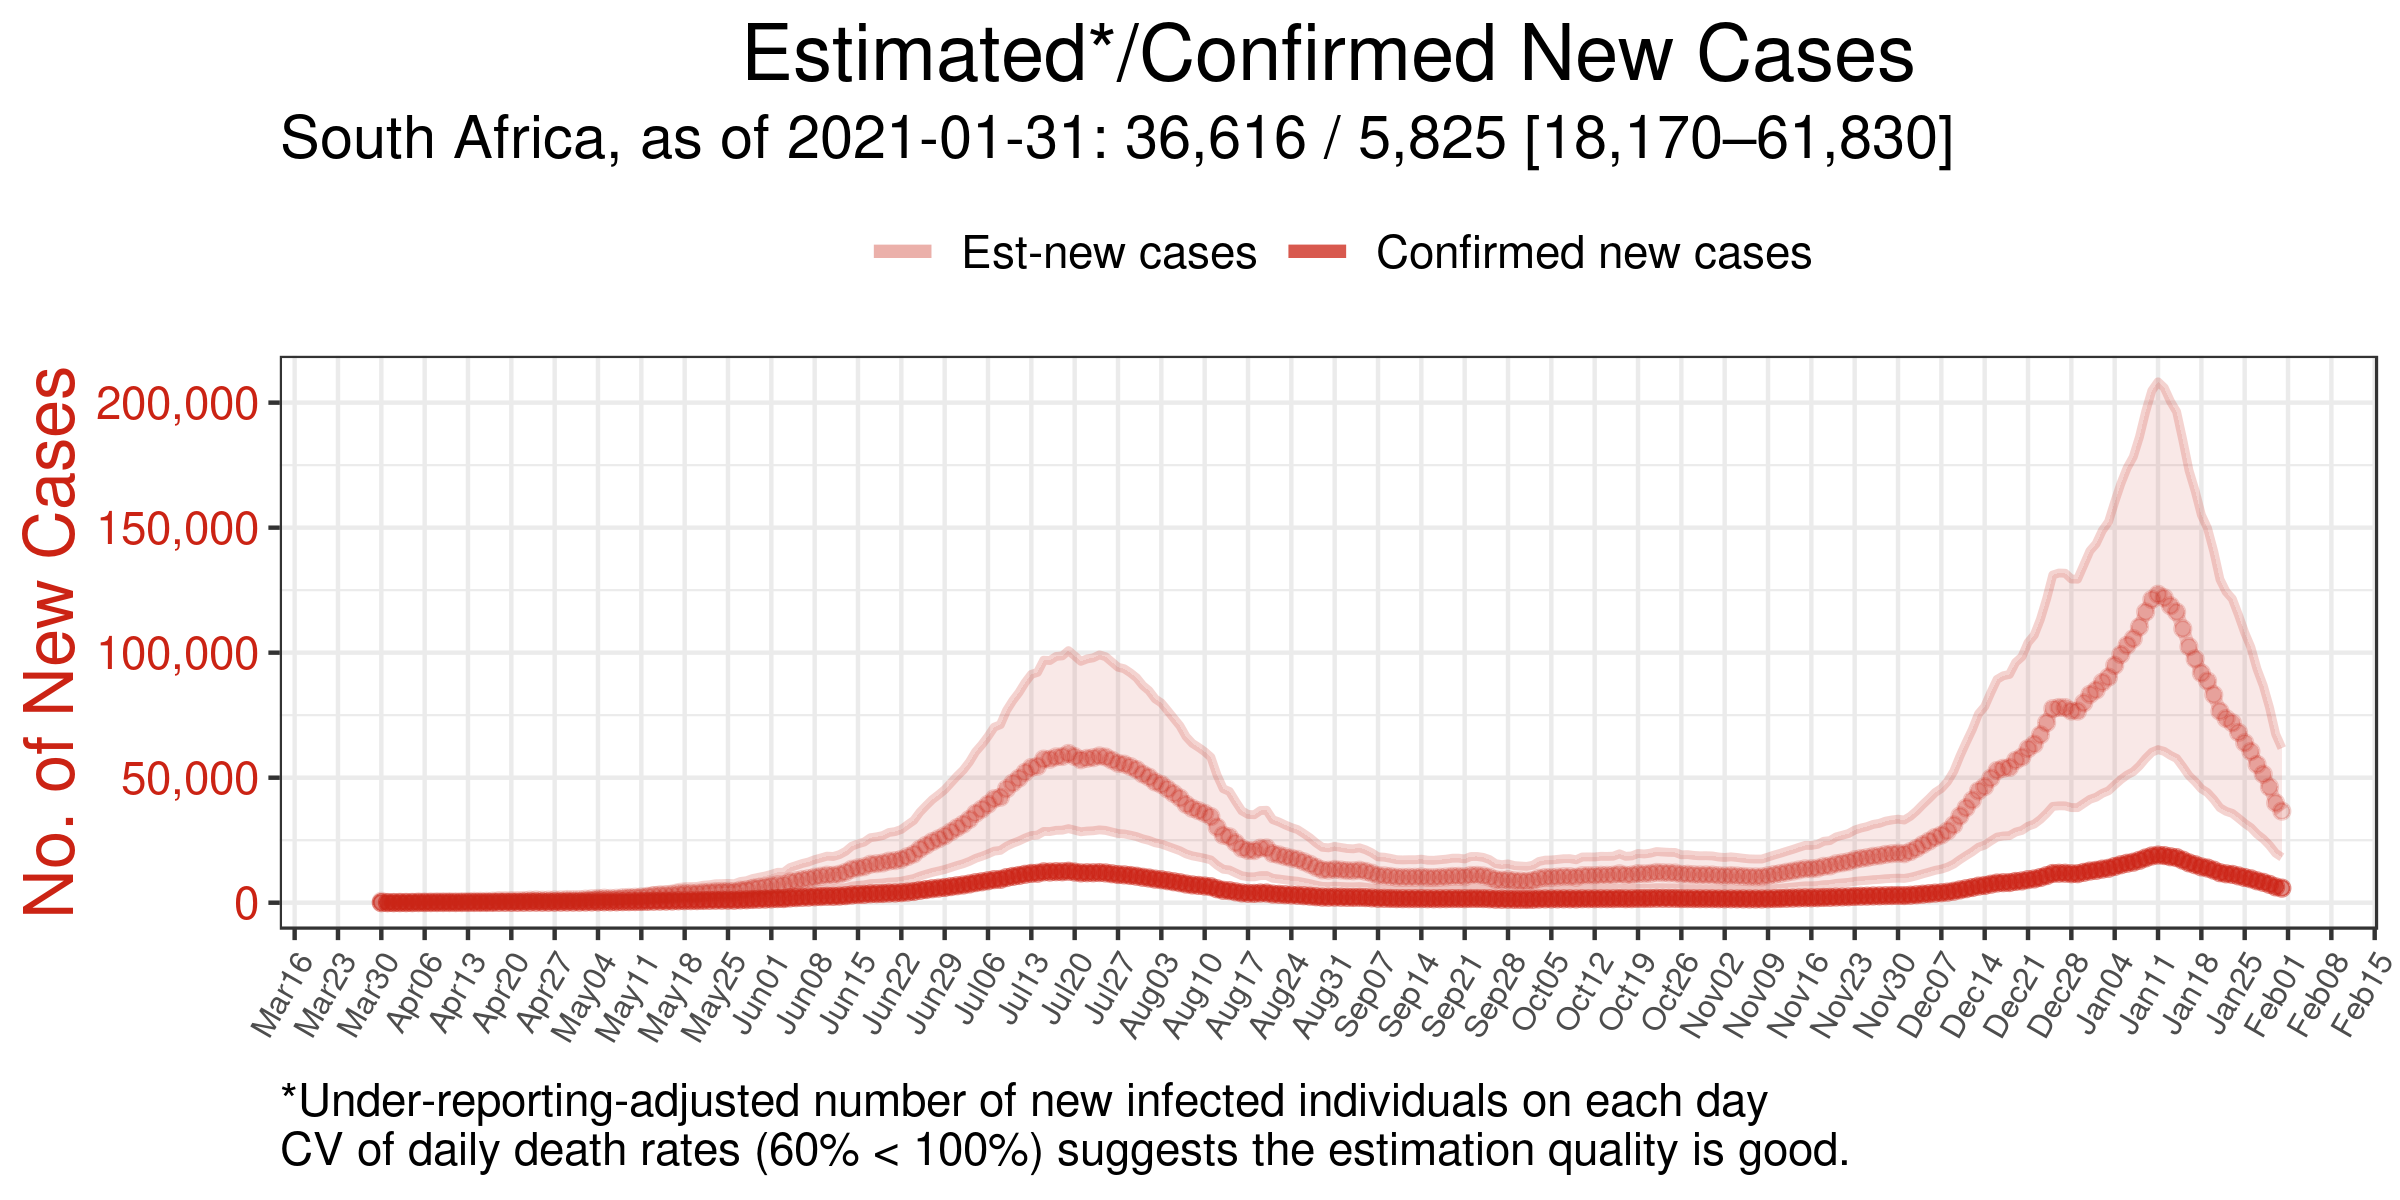 Estimated*/Confirmed New Cases
South Africa, as of 2021-01-31: 36,616 / 5,825 [18,170–61,830]
Est-new cases
Confirmed new cases
No. of New Cases
200,000
150,000
100,000
50,000
0
Mar16
Mar23
Mar30
Apr06
Apr13
Apr20
Apr27
May04
May11
May18
May25
Jun01
Jun08
Jun15
Jun22
Jun29
Jul06
Jul13
Jul20
Jul27
Aug03
Aug10
Aug17
Aug24
Aug31
Sep07
Sep14
Sep21
Sep28
Oct05
Oct12
Oct19
Oct26
Nov02
Nov09
Nov16
Nov23
Nov30
Dec07
Dec14
Dec21
Dec28
Jan04
Jan11
Jan18
Jan25
Feb01
Feb08
Feb15
*Under-reporting-adjusted number of new infected individuals on each day
CV of daily death rates (60% < 100%) suggests the estimation quality is good.